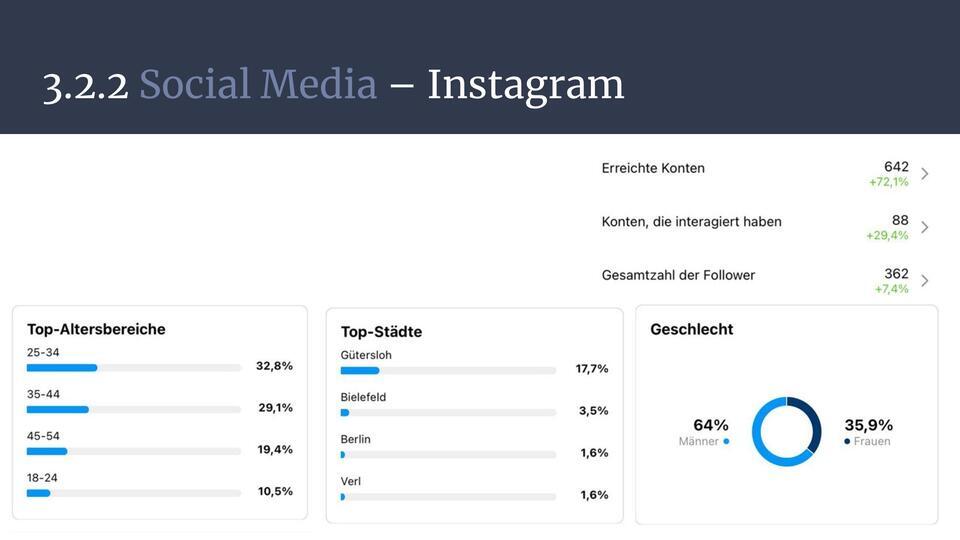 3.2.2 Social Media – Instagram
Erreichte Konten 642
+72,1%
Konten, die interagiert haben 88
+29,4%
Gesamtzahl der Follower 362
+7,4%
Top-Altersbereiche
25-34
32,8%
35-44
29,1%
45-54
19,4%
18-24
10,5%
Top-Städte
Gütersloh
17,7%
Bielefeld
3,5%
Berlin
1,6%
Verl
1,6%
Geschlecht
64%
Männer
35,9%
Frauen